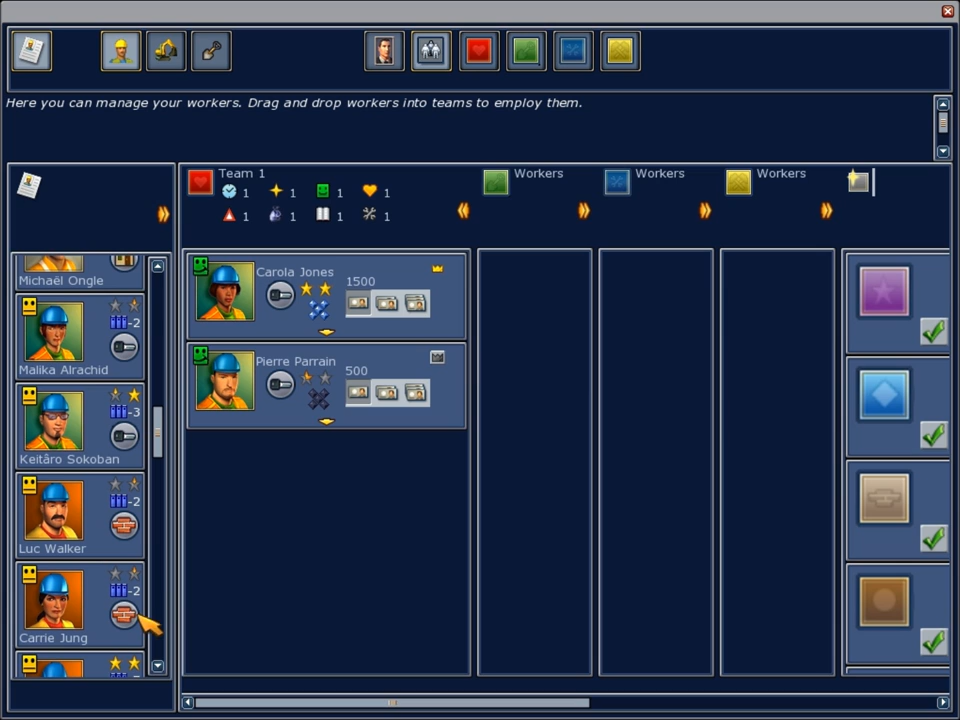 Here you can manage your workers. Drag and drop workers into teams to employ them.
Team 1
1 1 1 1
1 1 1 1
Workers
Workers
Workers
Michaël Ongle
-2
Malika Alrachid
-3
Keitåro Sokoban
-2
Luc Walker
-2
Carrie Jung
Carola Jones
1500
Pierre Parrain
500